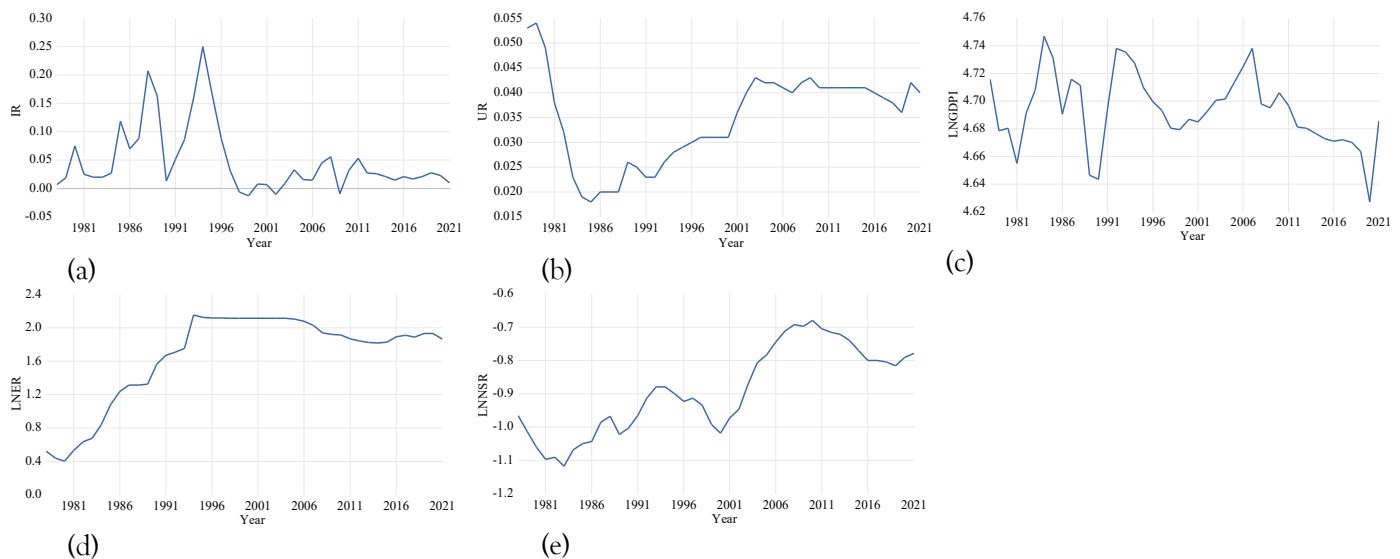 0.30
0.25
0.20
0.15
0.10
0.05
0.00
-0.05
IR
1981 1986 1991 1996 2001 2006 2011 2016 2021
Year
(a)
0.055
0.050
0.045
0.040
0.035
0.030
0.025
0.020
0.015
UR
1981 1986 1991 1996 2001 2006 2011 2016 2021
Year
(b)
4.76
4.74
4.72
4.70
4.68
4.66
4.64
4.62
LNGDPI
1981 1986 1991 1996 2001 2006 2011 2016 2021
Year
(c)
2.4
2.0
1.6
1.2
0.8
0.4
0.0
LNER
1981 1986 1991 1996 2001 2006 2011 2016 2021
Year
(d)
-0.6
-0.7
-0.8
-0.9
-1.0
-1.1
-1.2
LNNSR
1981 1986 1991 1996 2001 2006 2011 2016 2021
Year
(e)